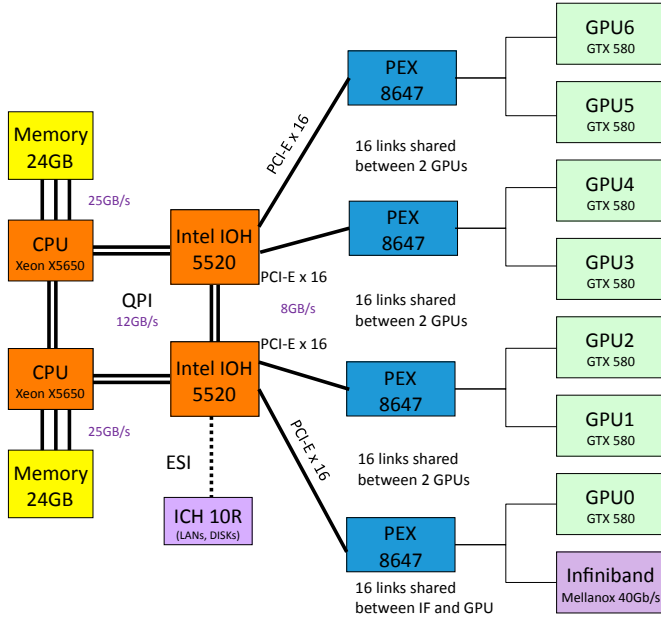 GPU6
GTX 580
PEX
8647
GPU5
GTX 580
PCI-E x 16
16 links shared
between 2 GPUs
Memory
24GB
25GB/s
GPU4
GTX 580
CPU
Xeon X5650
Intel IOH
5520
PEX
8647
GPU3
GTX 580
PCI-E x 16
QPI
12GB/s
8GB/s
16 links shared
between 2 GPUs
PCI-E x 16
GPU2
GTX 580
CPU
Xeon X5650
Intel IOH
5520
PEX
8647
GPU1
GTX 580
25GB/s
PCI-E x 16
Memory
24GB
ESI
16 links shared
between 2 GPUs
GPU0
GTX 580
ICH 10R
(LANs, DISKs)
PEX
8647
Infiniband
Mellanox 40Gb/s
16 links shared
between IF and GPU